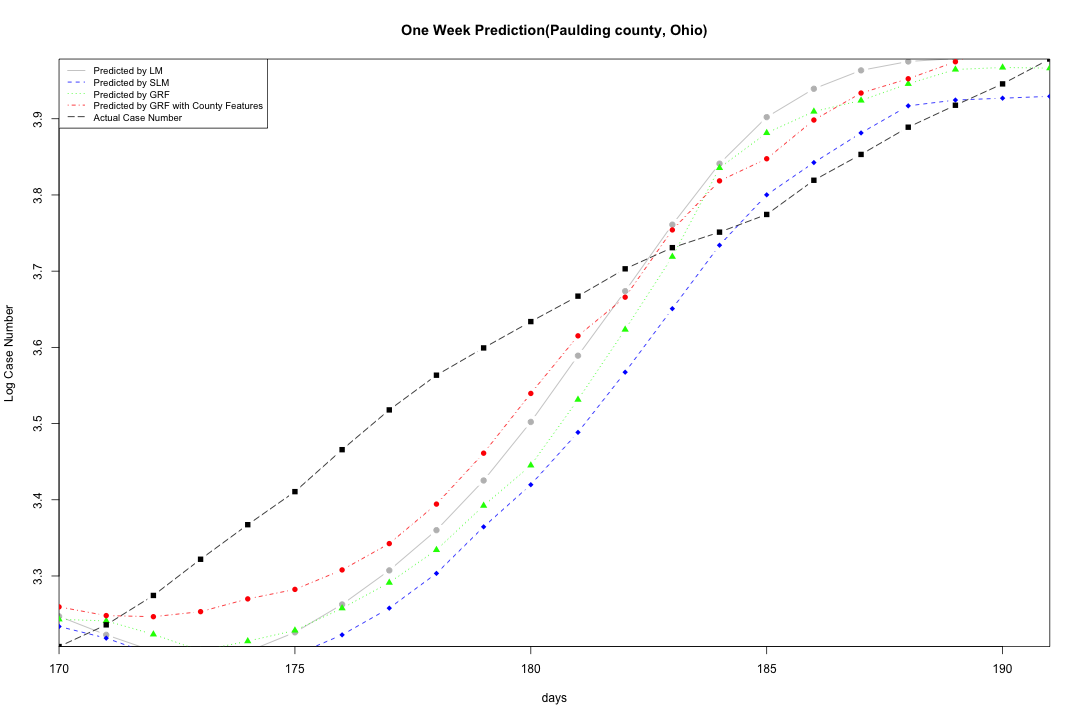 One Week Prediction(Paulding county, Ohio)
Predicted by LM
Predicted by SLM
Predicted by GRF
Predicted by GRF with County Features
Actual Case Number
Log Case Number
3.9
3.8
3.7
3.6
3.5
3.4
3.3
170 175 180 185 190
days